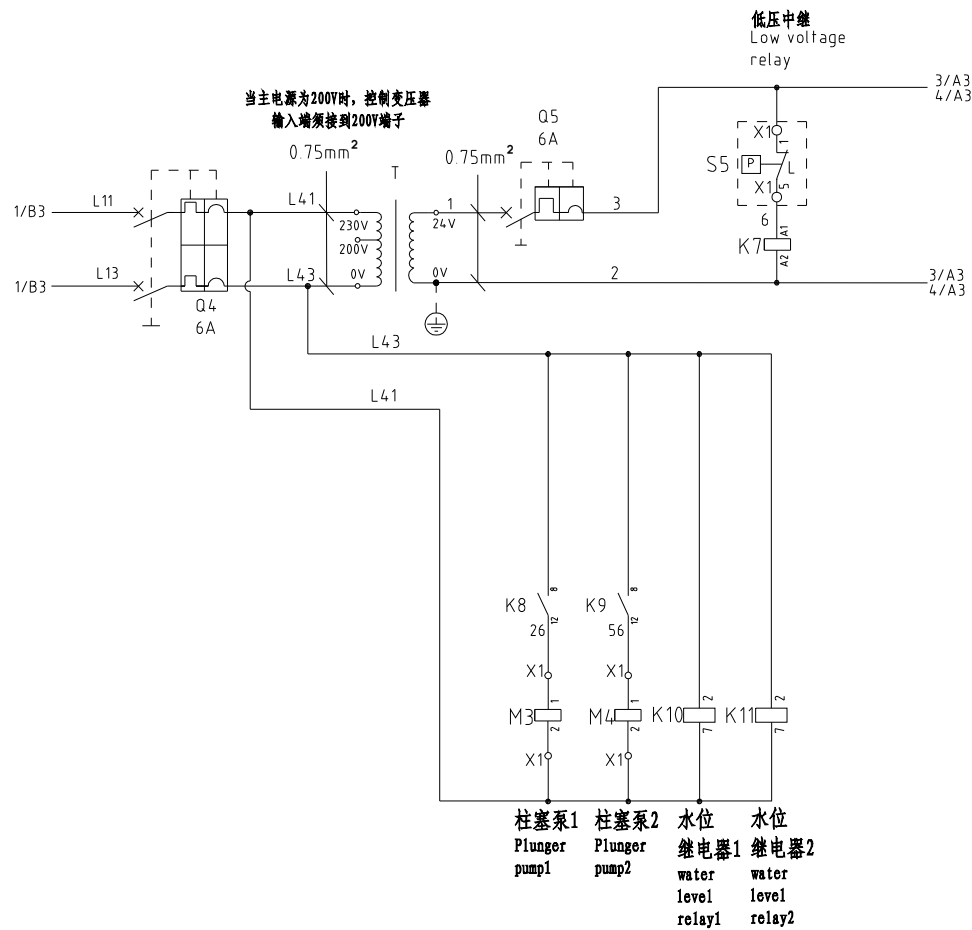 低压中继
Low voltage
relay
3/A3
4/A3
当主电源为200V时，控制变压器
输入端须接到200V端子
0.75mm²
T
0.75mm²
Q5
6A
X1
1
S5
P
L
X1
5
1/B3
L11
L41
230V
200V
0V
1
24V
3
6
K7
A1
A2
1/B3
L13
L43
0V
2
3/A3
4/A3
Q4
6A
L43
L41
K8
8
12
26
K9
8
12
56
X1
X1
M3
1
2
M4
1
2
K10
2
7
K11
2
7
X1
X1
柱塞泵1
Plunger
pump1
柱塞泵2
Plunger
pump2
水位
继电器1
water
level
relay1
水位
继电器2
water
level
relay2